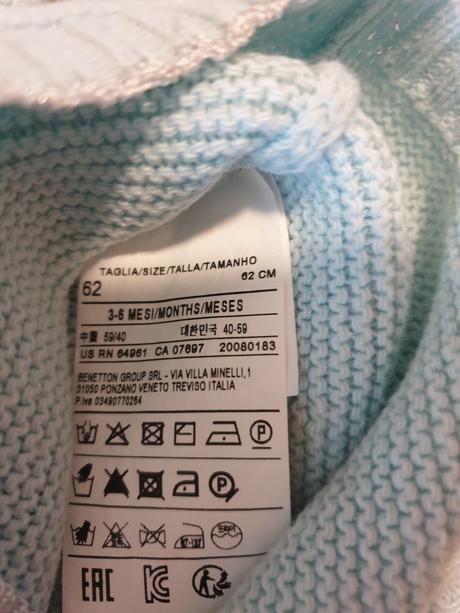 TAGLIA/SIZE/TALLA/TAMANHO
62 62 CM
3-6 MESI/MONTHS/MESES
中國 59/40 대한민국 40-59
US RN 64961 CA 07697 20080183
BENETTON GROUP SRL - VIA VILLA MINELLI,1
31050 PONZANO VENETO TREVISO ITALIA
P.Iva 03490770264
P
P
EAC